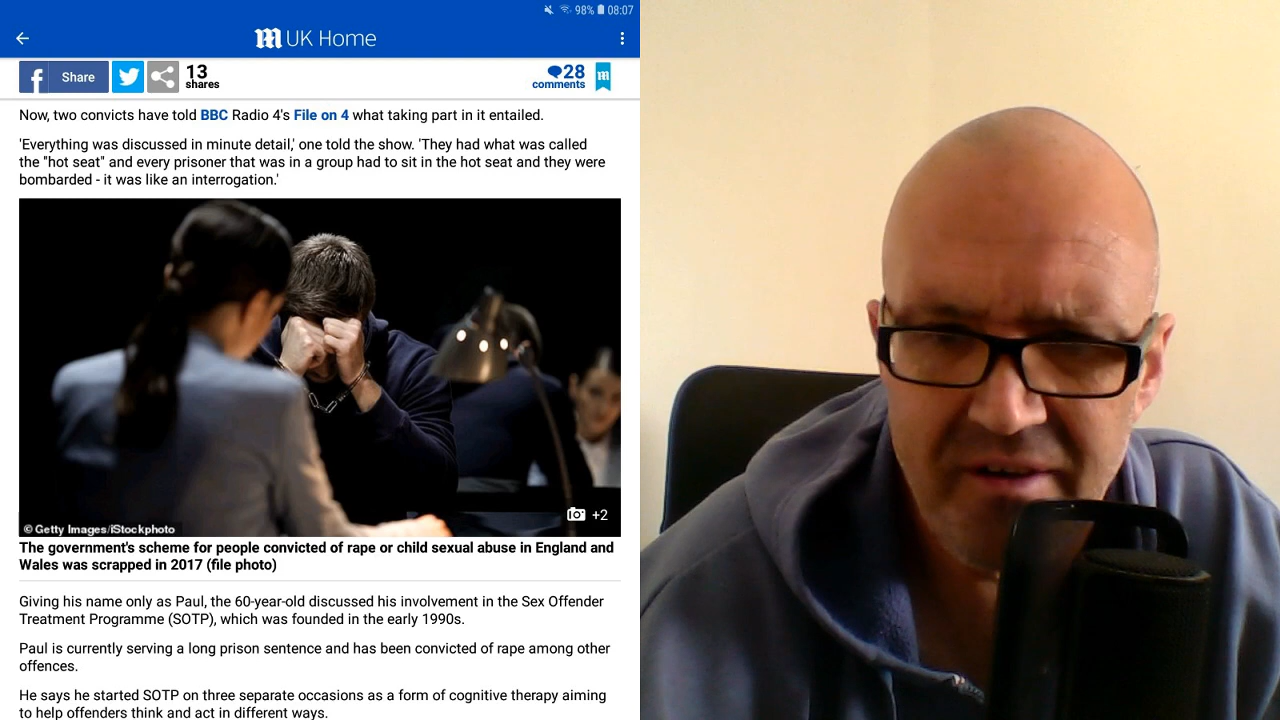 98% 08:07
m UK Home
f Share 13 shares
28 comments m
Now, two convicts have told BBC Radio 4's File on 4 what taking part in it entailed.
'Everything was discussed in minute detail,' one told the show. 'They had what was called
the "hot seat" and every prisoner that was in a group had to sit in the hot seat and they were
bombarded - it was like an interrogation.'
+2
© Getty Images/iStockphoto
The government's scheme for people convicted of rape or child sexual abuse in England and
Wales was scrapped in 2017 (file photo)
Giving his name only as Paul, the 60-year-old discussed his involvement in the Sex Offender
Treatment Programme (SOTP), which was founded in the early 1990s.
Paul is currently serving a long prison sentence and has been convicted of rape among other
offences.
He says he started SOTP on three separate occasions as a form of cognitive therapy aiming
to help offenders think and act in different ways.